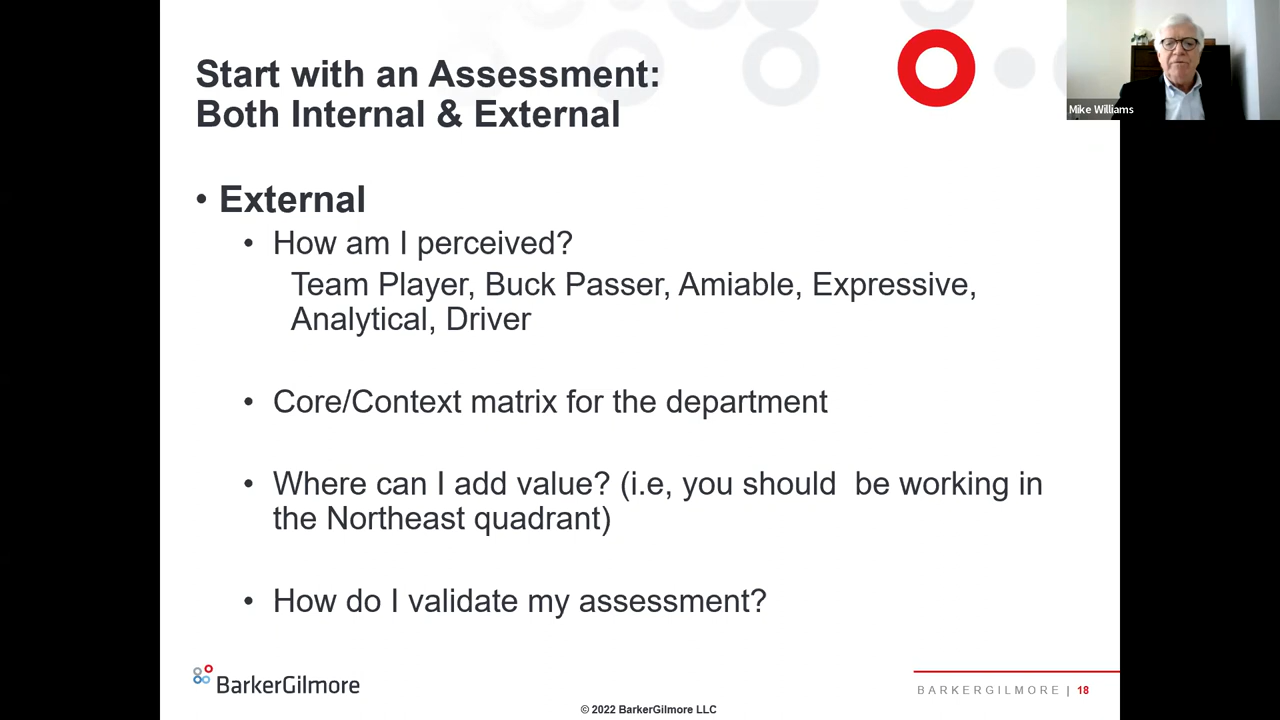 Start with an Assessment:
Both Internal & External
Mike Williams
• External
• How am I perceived?
Team Player, Buck Passer, Amiable, Expressive,
Analytical, Driver
• Core/Context matrix for the department
• Where can I add value? (i.e, you should  be working in
the Northeast quadrant)
• How do I validate my assessment?
BarkerGilmore
BARKERGILMORE | 18
© 2022 BarkerGilmore LLC